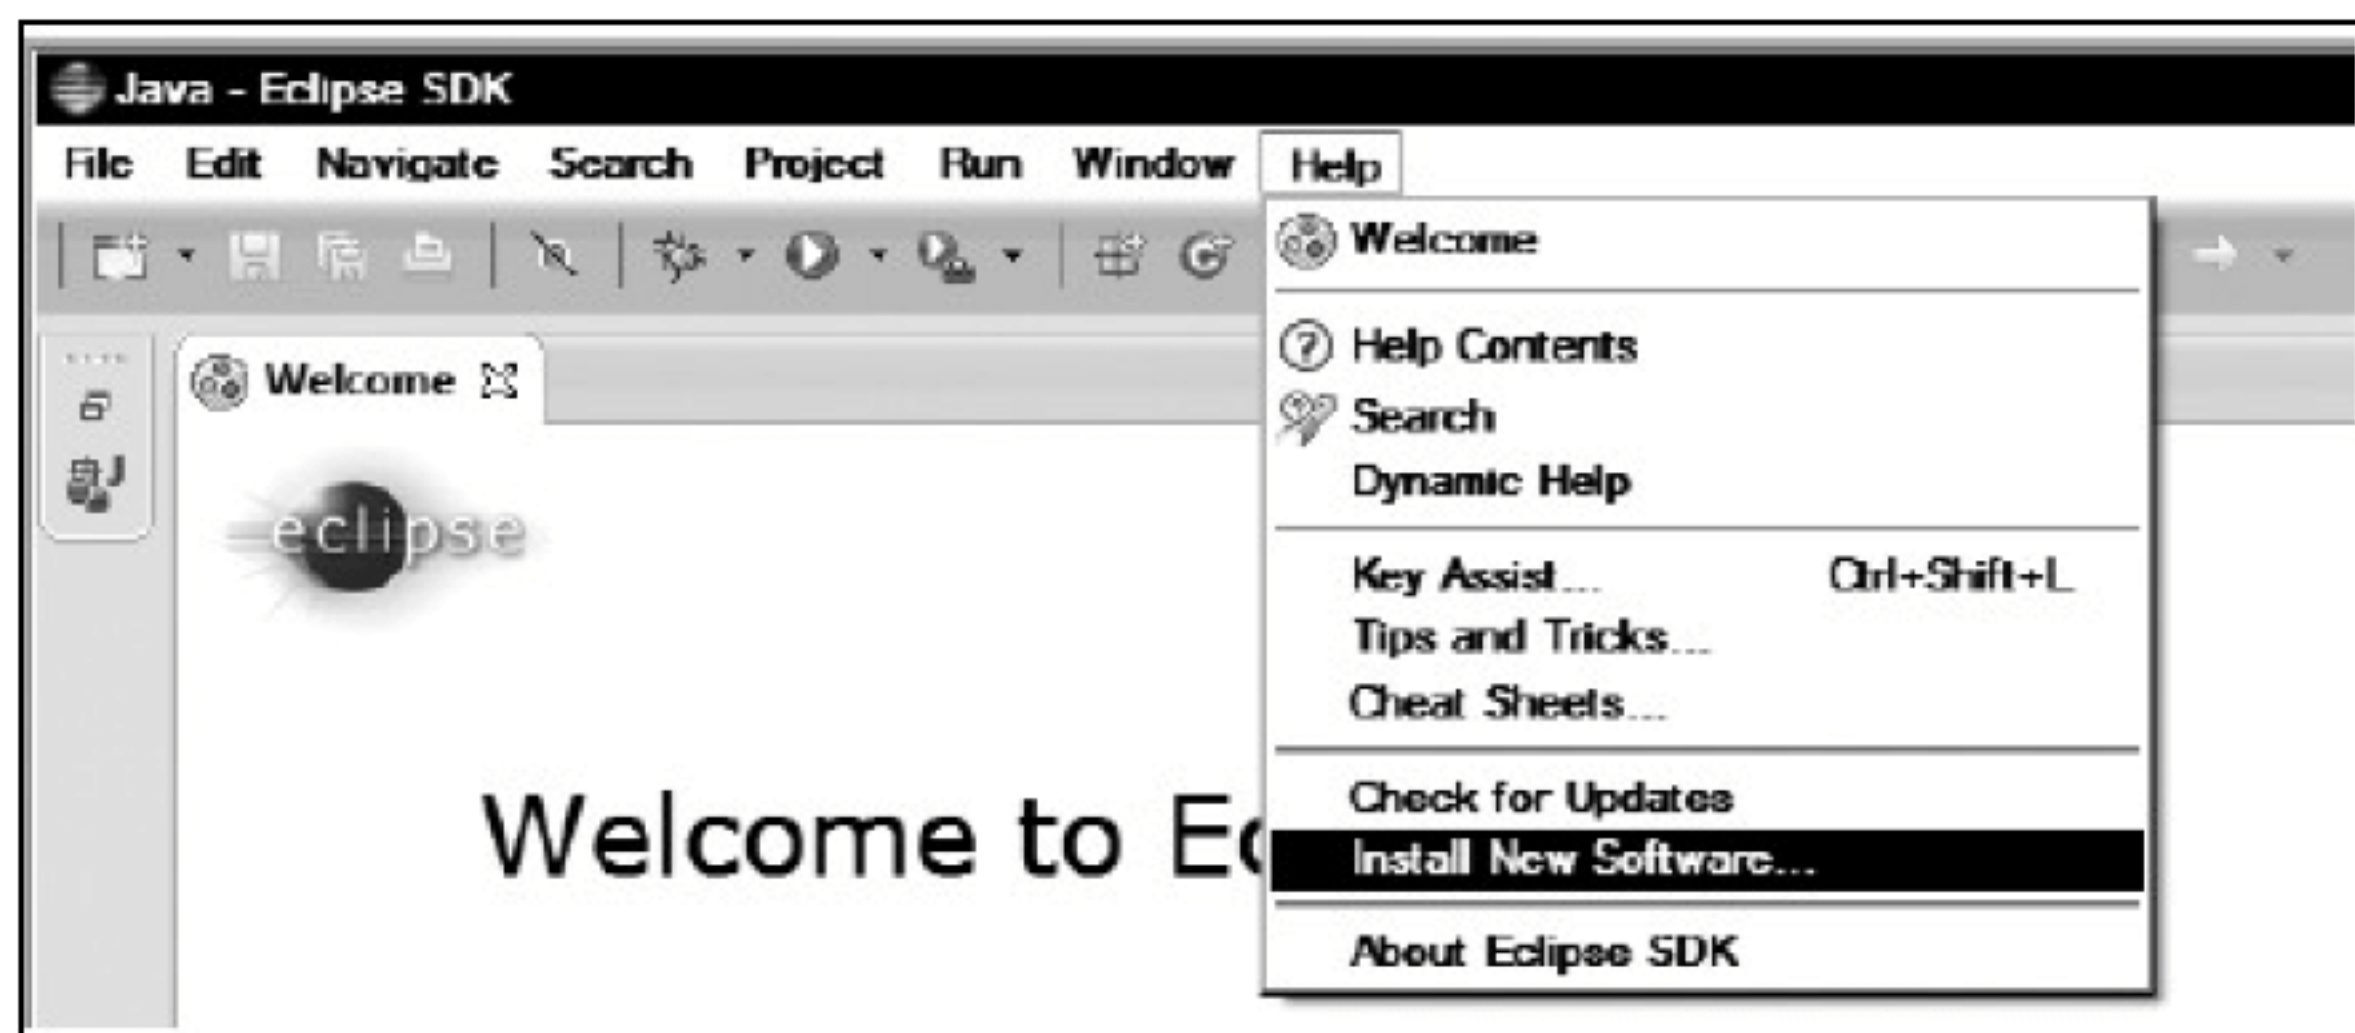 Java - Eclipse SDK
File Edit Navigate Search Project Run Window Help
Welcome
eclipse
Welcome to Ec
Welcome
Help Contents
Search
Dynamic Help
Key Assist... Ctrl+Shift+L
Tips and Tricks...
Cheat Sheets...
Check for Updates
Install New Software...
About Eclipse SDK